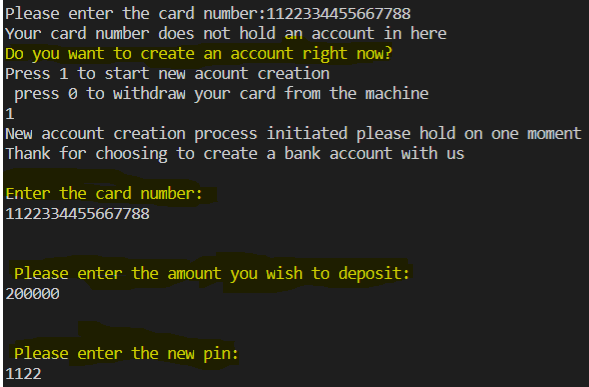 Please enter the card number:1122334455667788
Your card number does not hold an account in here
Do you want to create an account right now?
Press 1 to start new acount creation
press 0 to withdraw your card from the machine
1
New account creation process initiated please hold on one moment
Thank for choosing to create a bank account with us
Enter the card number:
1122334455667788
Please enter the amount you wish to deposit:
200000
Please enter the new pin:
1122